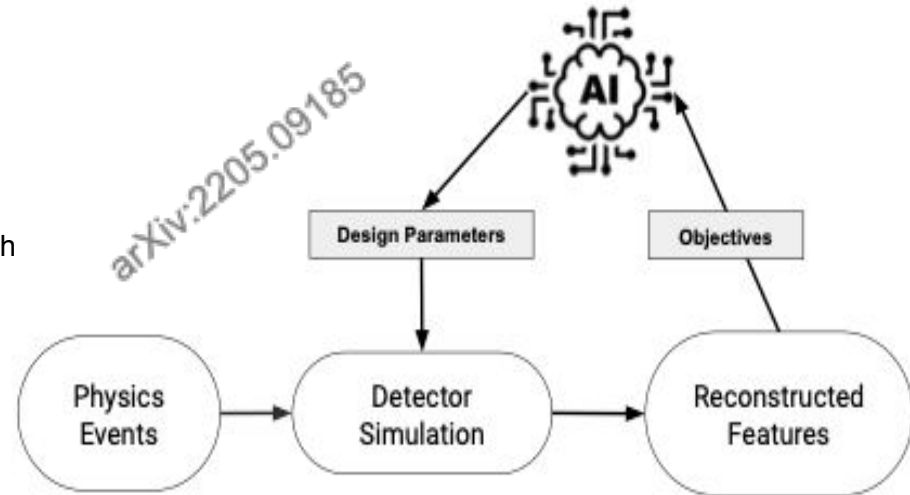 AI
arXiv:2205.09185
Design Parameters
Objectives
h
Physics
Events
Detector
Simulation
Reconstructed
Features